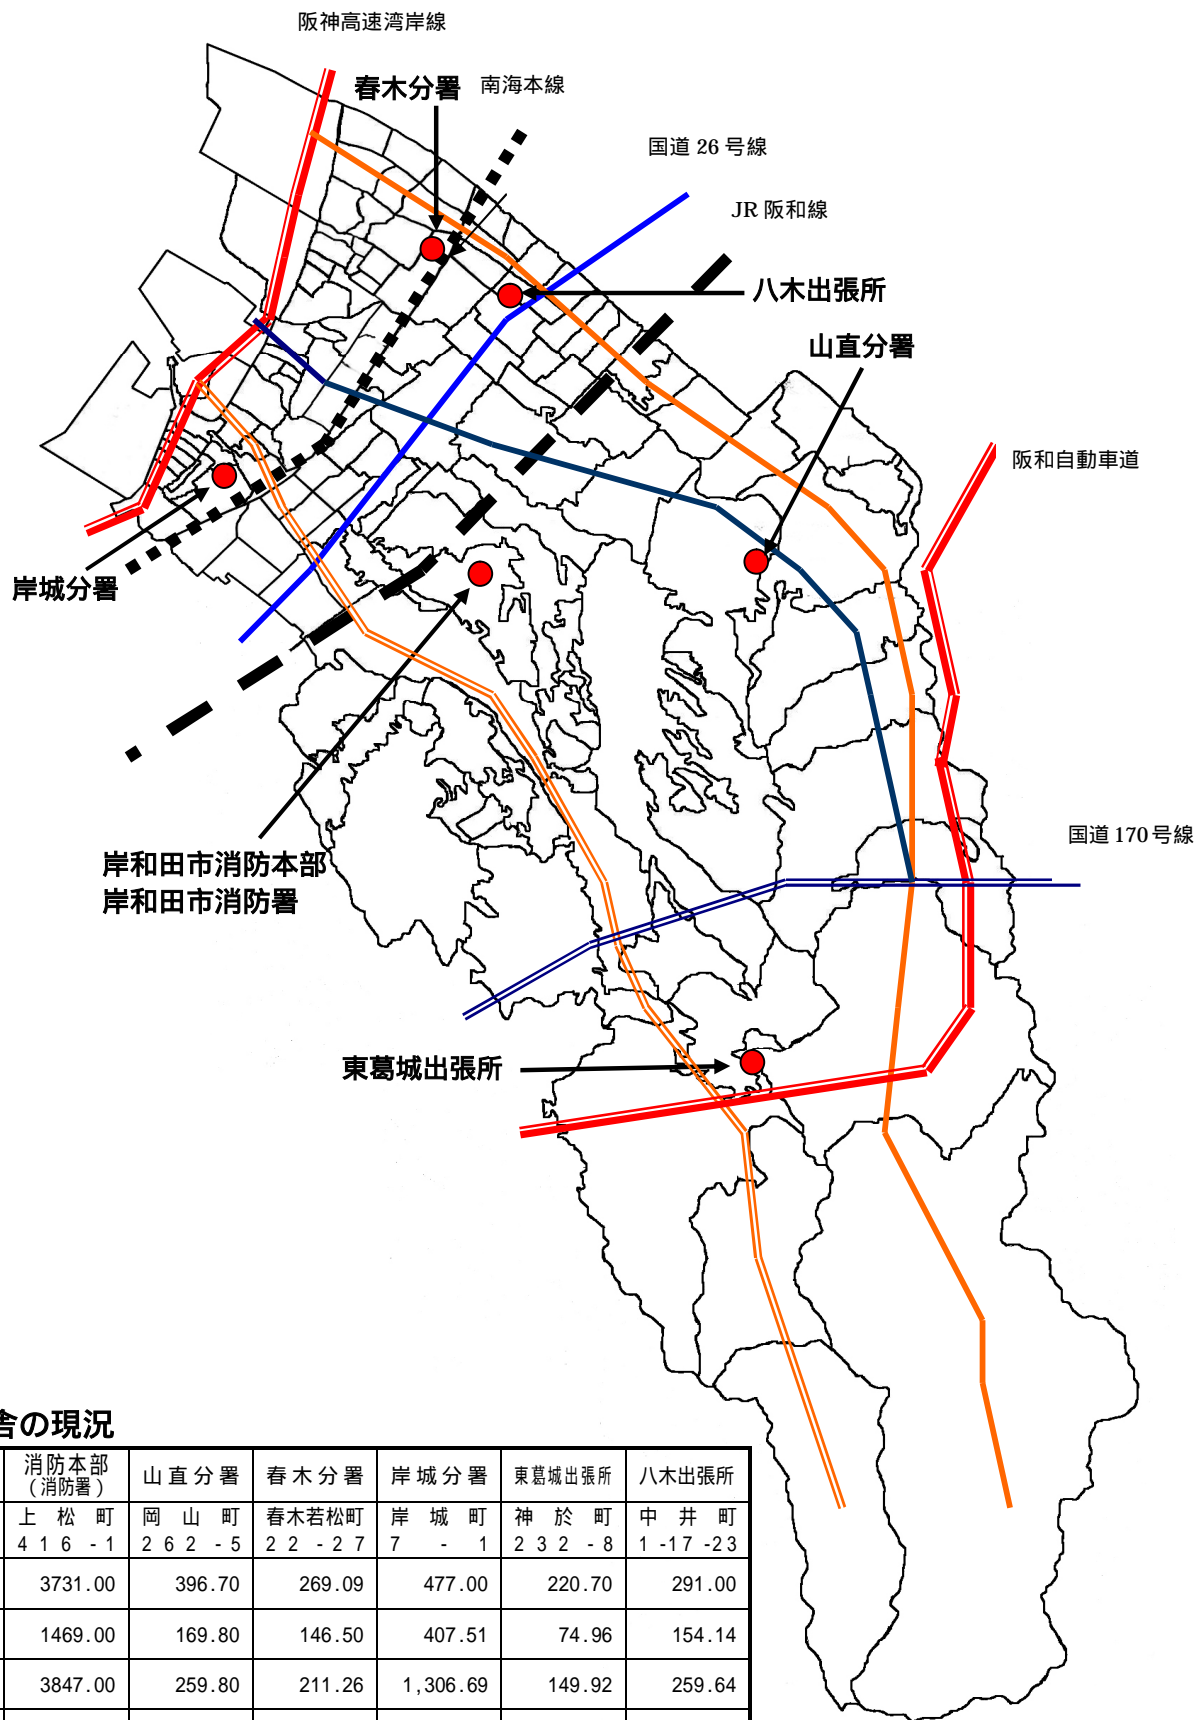 阪神高速湾岸線
春木分署
南海本線
国道 26 号線
JR 阪和線
八木出張所
山直分署
阪和自動車道
岸城分署
国道 170 号線
岸和田市消防本部
岸和田市消防署
東葛城出張所
舎の現況
消防本部 山直分署 春木分署 岸城分署 東葛城出張所 八木出張所
(消防署)
上松町 岡山町 春木若松町 岸城町 神於町 中井町
416-1 262-5 22-27 7-1 232-8 1-17-23
3731.00 396.70 269.09 477.00 220.70 291.00
1469.00 169.80 146.50 407.51 74.96 154.14
3847.00 259.80 211.26 1,306.69 149.92 259.64